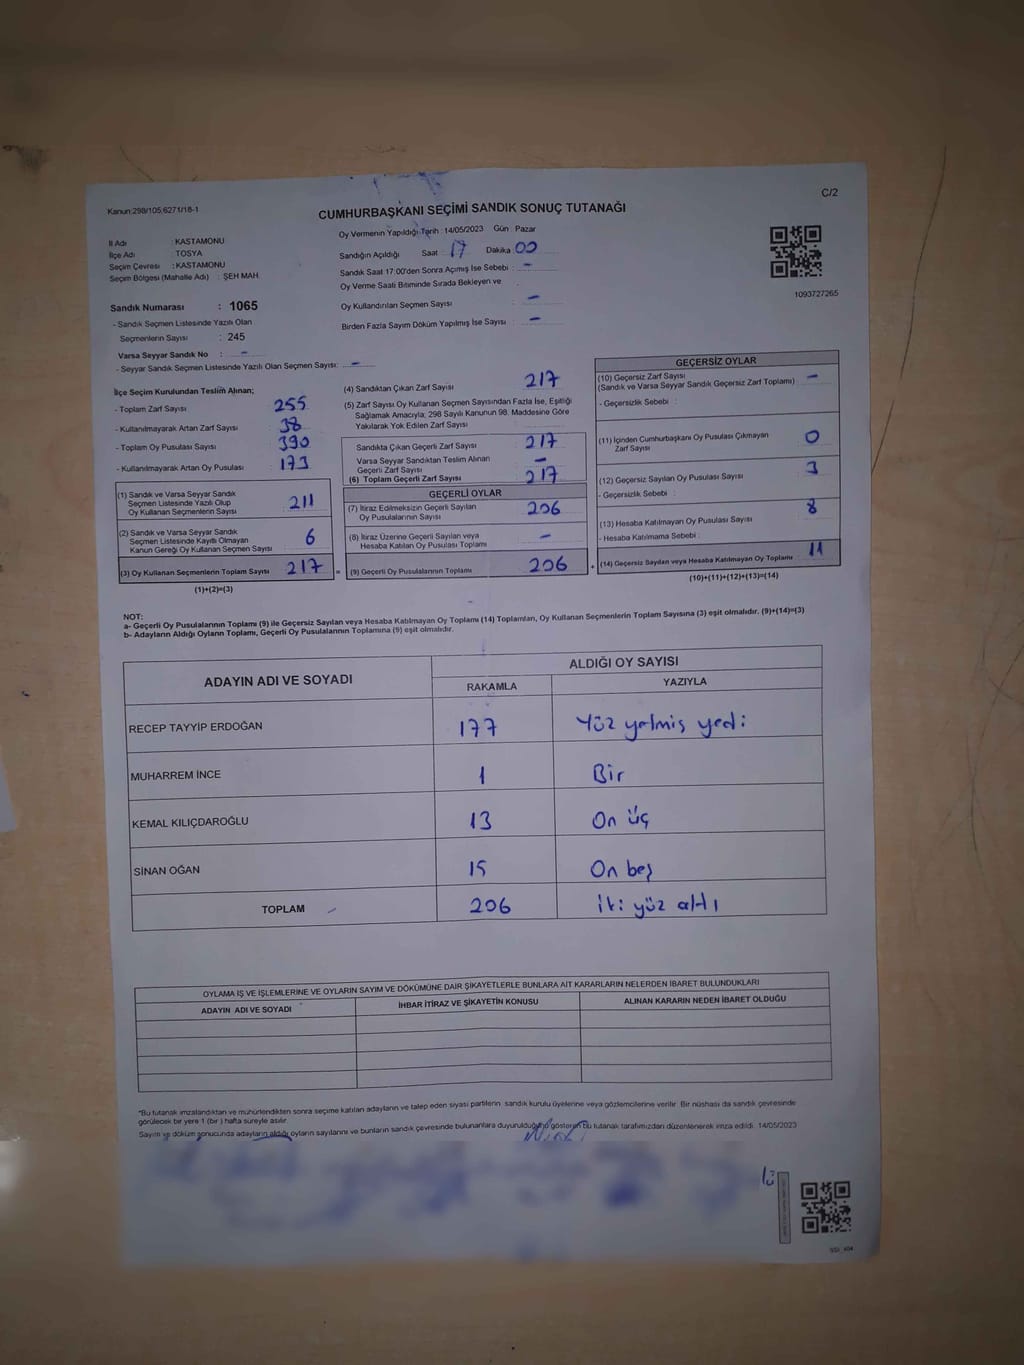 Kanun:298/105,6271/18-1
C/2
CUMHURBAŞKANI SEÇİMİ SANDIK SONUÇ TUTANAĞI
İl Adı : KASTAMONU
İlçe Adı : TOSYA
Seçim Çevresi : KASTAMONU
Seçim Bölgesi (Mahalle Adı) : ŞEH MAH.
Oy Vermenin Yapıldığı Tarih : 14/05/2023 Gün Pazar
Sandığın Açıldığı Saat : 17 Dakika : 00
Sandık Saat 17:00'den Sonra Açımış İse Sebebi : -
Oy Verme Saati Bitiminde Sırada Bekleyen ve
Oy Kullandırılan Seçmen Sayısı : -
Birden Fazla Sayım Döküm Yapılmış İse Sayısı : -
1093727265
Sandık Numarası : 1065
- Sandık Seçmen Listesinde Yazılı Olan
Seçmenlerin Sayısı : 245
Varsa Seyyar Sandık No : -
- Seyyar Sandık Seçmen Listesinde Yazılı Olan Seçmen Sayısı: -
İlçe Seçim Kurulundan Teslim Alınan;
- Toplam Zarf Sayısı 255
- Kullanılmayarak Artan Zarf Sayısı 38
- Toplam Oy Pusulası Sayısı 390
- Kullanılmayarak Artan Oy Pusulası 173
(1) Sandık ve Varsa Seyyar Sandık
Seçmen Listesinde Yazılı Olup
Oy Kullanan Seçmenlerin Sayısı 211
(2) Sandık ve Varsa Seyyar Sandık
Seçmen Listesinde Kayıtlı Olmayan
Kanun Gereği Oy Kullanan Seçmen Sayısı 6
(3) Oy Kullanan Seçmenlerin Toplam Sayısı 217
(1)+(2)=(3)
(4) Sandıktan Çıkan Zarf Sayısı 217
(5) Zarf Sayısı Oy Kullanan Seçmen Sayısından Fazla İse, Eşitliği
Sağlamak Amacıyla, 298 Sayılı Kanunun 98. Maddesine Göre
Yakılarak Yok Edilen Zarf Sayısı
Sandıkta Çıkan Geçerli Zarf Sayısı 217
Varsa Seyyar Sandıktan Teslim Alınan
Geçerli Zarf Sayısı -
(6) Toplam Geçerli Zarf Sayısı 217
GEÇERLİ OYLAR
(7) İtiraz Edilmeksizin Geçerli Sayılan
Oy Pusulalarının Sayısı 206
(8) İtiraz Üzerine Geçerli Sayılan veya
Hesaba Katılan Oy Pusulası Toplamı -
= (9) Geçerli Oy Pusulalarının Toplamı 206
GEÇERSİZ OYLAR
(10) Geçersiz Zarf Sayısı -
(Sandık ve Varsa Seyyar Sandık Geçersiz Zarf Toplamı)
- Geçersizlik Sebebi :
(11) İçinden Cumhurbaşkanı Oy Pusulası Çıkmayan
Zarf Sayısı 0
(12) Geçersiz Sayılan Oy Pusulası Sayısı 3
- Geçersizlik Sebebi :
(13) Hesaba Katılmayan Oy Pusulası Sayısı 8
- Hesaba Katılmama Sebebi :
+ (14) Geçersiz Sayılan veya Hesaba Katılmayan Oy Toplamı 11
(10)+(11)+(12)+(13)=(14)
NOT:
a- Geçerli Oy Pusulalarının Toplamı (9) ile Geçersiz Sayılan veya Hesaba Katılmayan Oy Toplamı (14) Toplamları, Oy Kullanan Seçmenlerin Toplam Sayısına (3) eşit olmalıdır. (9)+(14)=(3)
b- Adayların Aldığı Oyların Toplamı, Geçerli Oy Pusulalarının Toplamına (9) eşit olmalıdır.
ADAYIN ADI VE SOYADI
ALDIĞI OY SAYISI
RAKAMLA YAZIYLA
RECEP TAYYİP ERDOĞAN 177 Yüz yetmiş yedi
MUHARREM İNCE 1 Bir
KEMAL KILIÇDAROĞLU 13 On üç
SİNAN OĞAN 15 On beş
TOPLAM 206 iki yüz altı
OYLAMA İŞ VE İŞLEMLERİNE VE OYLARIN SAYIM VE DÖKÜMÜNE DAİR ŞİKAYETLERLE BUNLARA AİT KARARLARIN NELERDEN İBARET BULUNDUKLARI
ADAYIN ADI VE SOYADI İHBAR İTİRAZ VE ŞİKAYETİN KONUSU ALINAN KARARIN NEDEN İBARET OLDUĞU
*Bu tutanak imzalandıktan ve mühürlendikten sonra seçime katılan adayların ve talep eden siyasi partilerin sandık kurulu üyelerine veya gözlemcilerine verilir. Bir nüshası da sandık çevresinde
görülecek bir yere 1 (bir) hafta süreyle asılır.
Sayım ve döküm sonucunda adayların aldığı oyların sayılarını ve bunların sandık çevresinde bulunanlara duyurulduğunu gösteren bu tutanak tarafımızdan düzenlenerek imza edildi. 14/05/2023